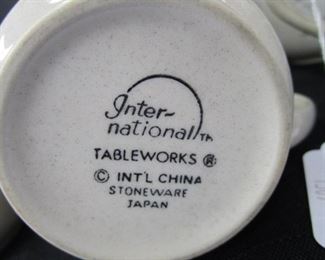 Inter-
national TM
TABLEWORKS ®
© INT'L CHINA
STONEWARE
JAPAN